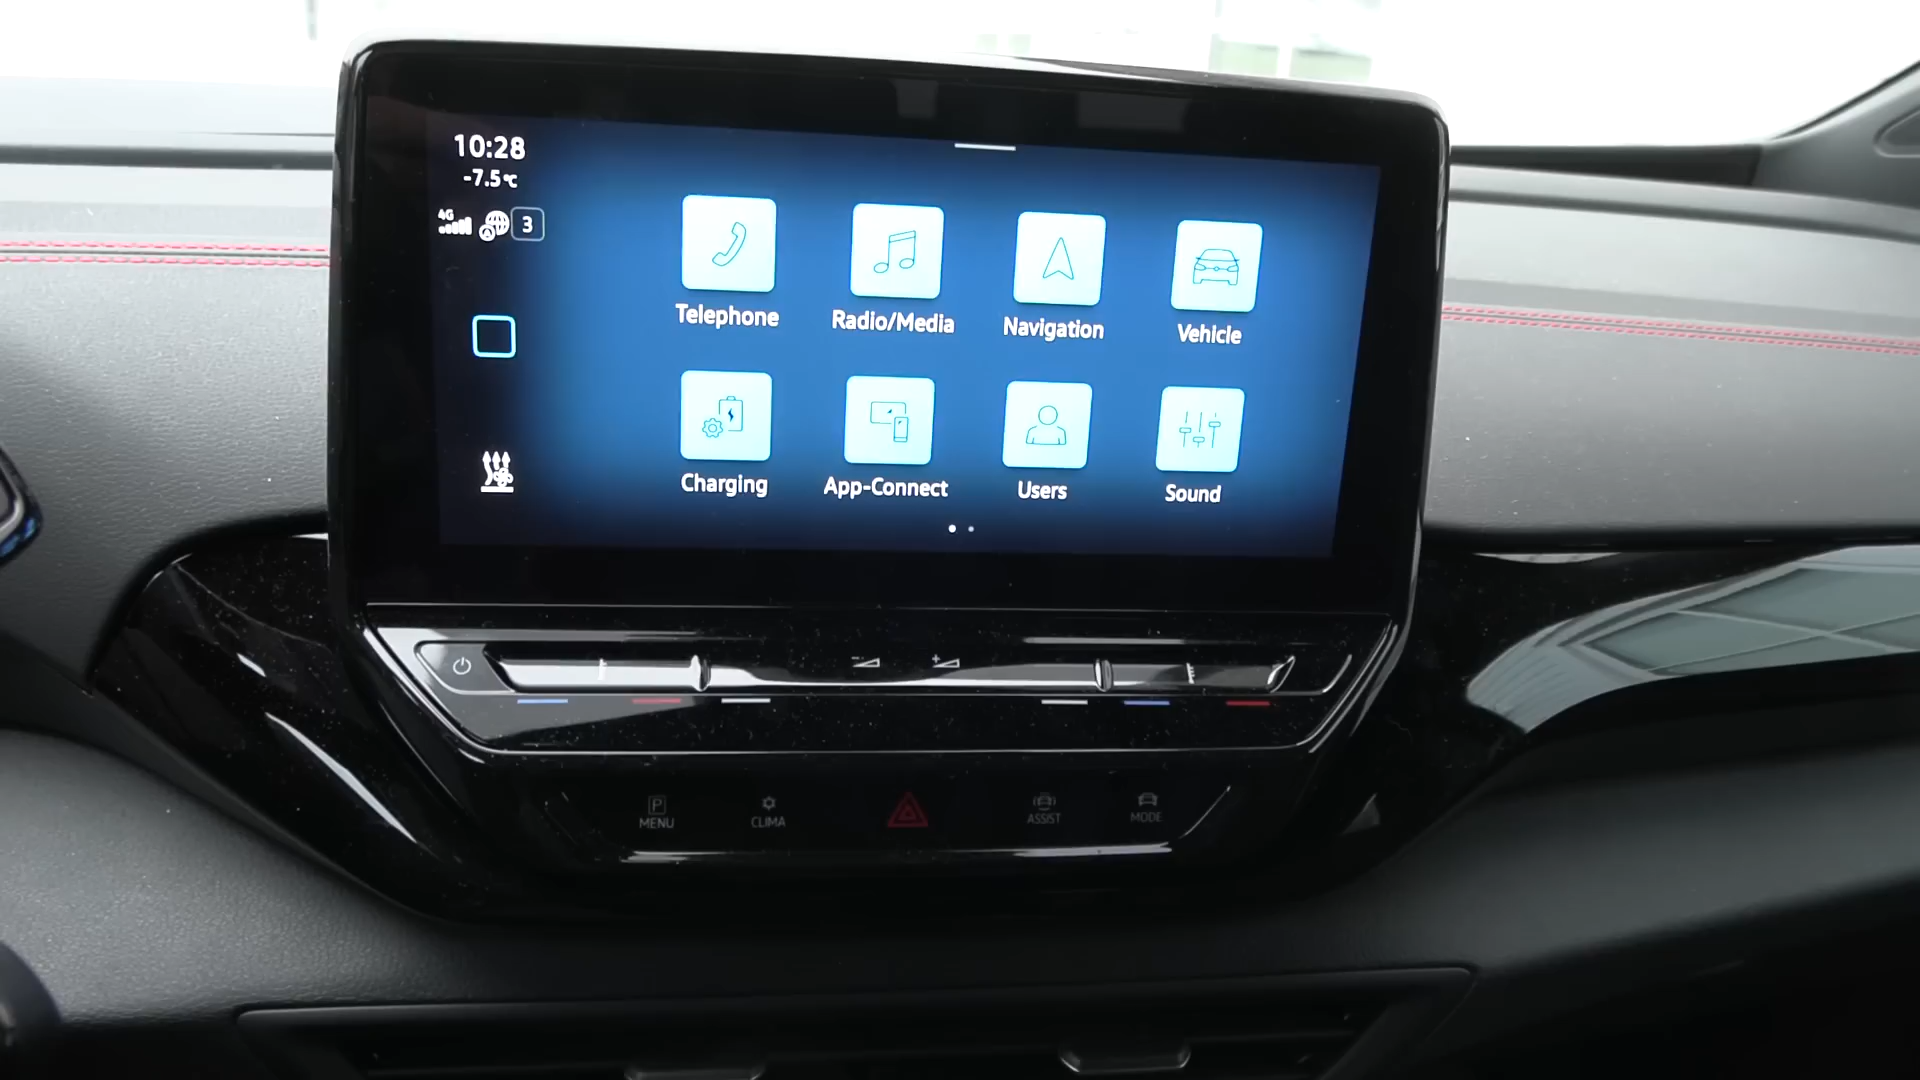 10:28
-7.5°C
4G
3
Telephone
Radio/Media
Navigation
Vehicle
Charging
App-Connect
Users
Sound
P
MENU
CLIMA
ASSIST
MODE